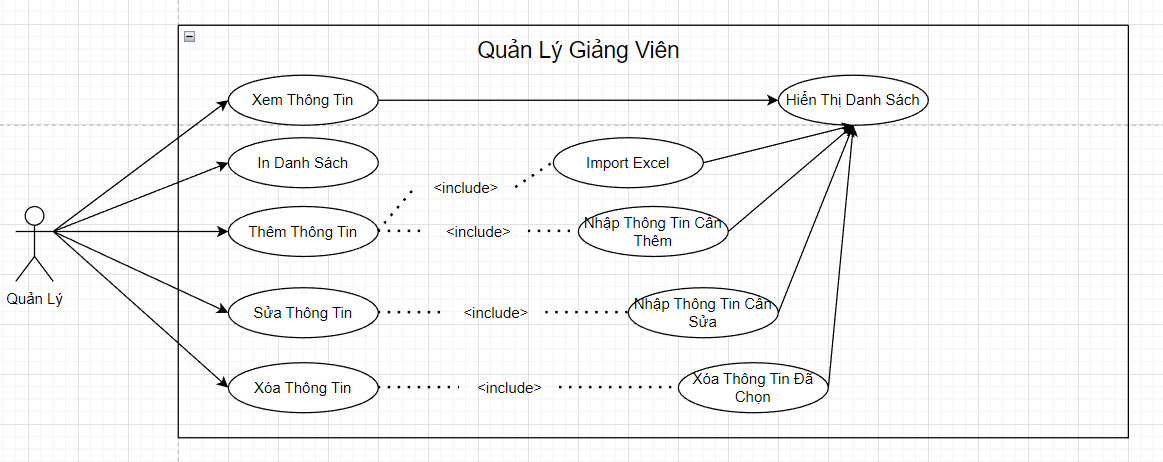 Quản Lý Giảng Viên
Xem Thông Tin
Hiển Thị Danh Sách
In Danh Sách
Import Excel
<include>
Thêm Thông Tin
<include>
Nhập Thông Tin Cần
Thêm
Quản Lý
Sửa Thông Tin
<include>
Nhập Thông Tin Cần
Sửa
Xóa Thông Tin
<include>
Xóa Thông Tin Đã
Chọn